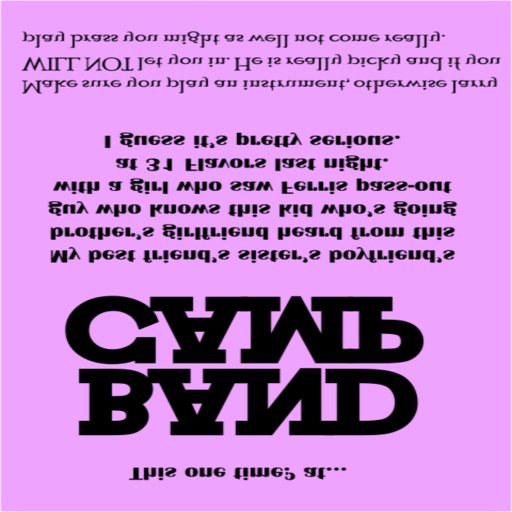 This one time? at...
BAND
CAMP
My best friend's sister's boyfriend's
brother's girlfriend heard from this
guy who knows this kid who's going
with a girl who saw Ferris pass-out
at 31 Flavors last night.
I guess it's pretty serious.
Make sure you play an instrument, otherwise larry
WILL NOT let you in. He is really picky and if you
play brass you might as well not come really.